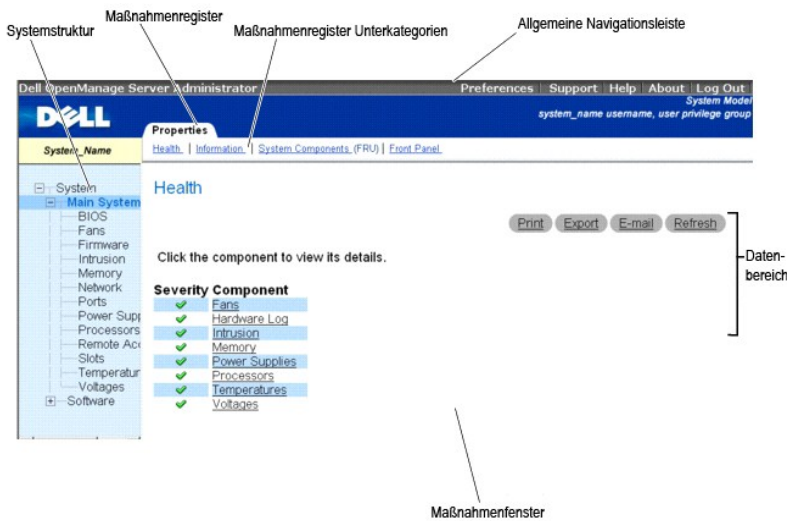 Maßnahmenregister
Allgemeine Navigationsleiste
Systemstruktur
Maßnahmenregister Unterkategorien
Dell OpenManage Server Administrator
Preferences | Support | Help | About | Log Out
System Model
system_name username, user privilege group
DELL
Properties
System_Name
Health | Information | System Components (FRU) | Front Panel
System
Main System
BIOS
Fans
Firmware
Intrusion
Memory
Network
Ports
Power Supp
Processors
Remote Acc
Slots
Temperatur
Voltages
Software
Health
Print Export E-mail Refresh
Daten-
bereich
Click the component to view its details.
Severity Component
Fans
Hardware Log
Intrusion
Memory
Power Supplies
Processors
Temperatures
Voltages
Maßnahmenfenster